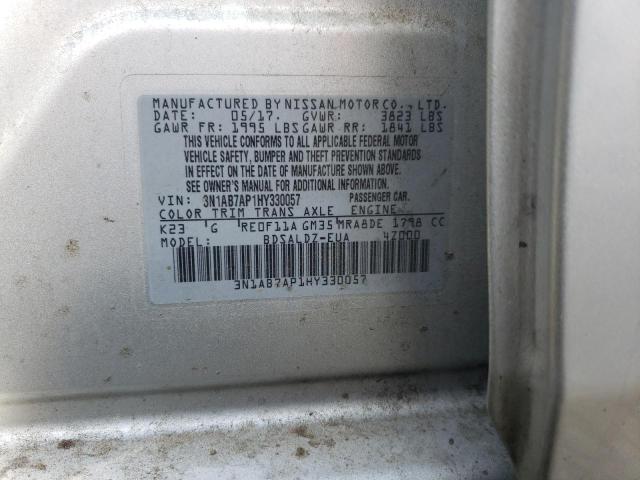 MANUFACTURED BY NISSAN MOTOR CO., LTD.
DATE: 05/17. GVWR: 3823 LBS
GAWR FR: 1995 LBS GAWR RR: 1841 LBS
THIS VEHICLE CONFORMS TO ALL APPLICABLE FEDERAL MOTOR
VEHICLE SAFETY, BUMPER AND THEFT PREVENTION STANDARDS
IN EFFECT ON THE DATE OF MANUFACTURE SHOWN ABOVE.
SEE OWNER'S MANUAL FOR ADDITIONAL INFORMATION.
VIN: 3N1AB7AP1HY330057 PASSENGER CAR.
COLOR TRIM TRANS AXLE ENGINE
K23 G RE0F11A GM35 MRA8DE 1798 CC
MODEL: BDSALDZ-EUA 4Z000
3N1AB7AP1HY330057